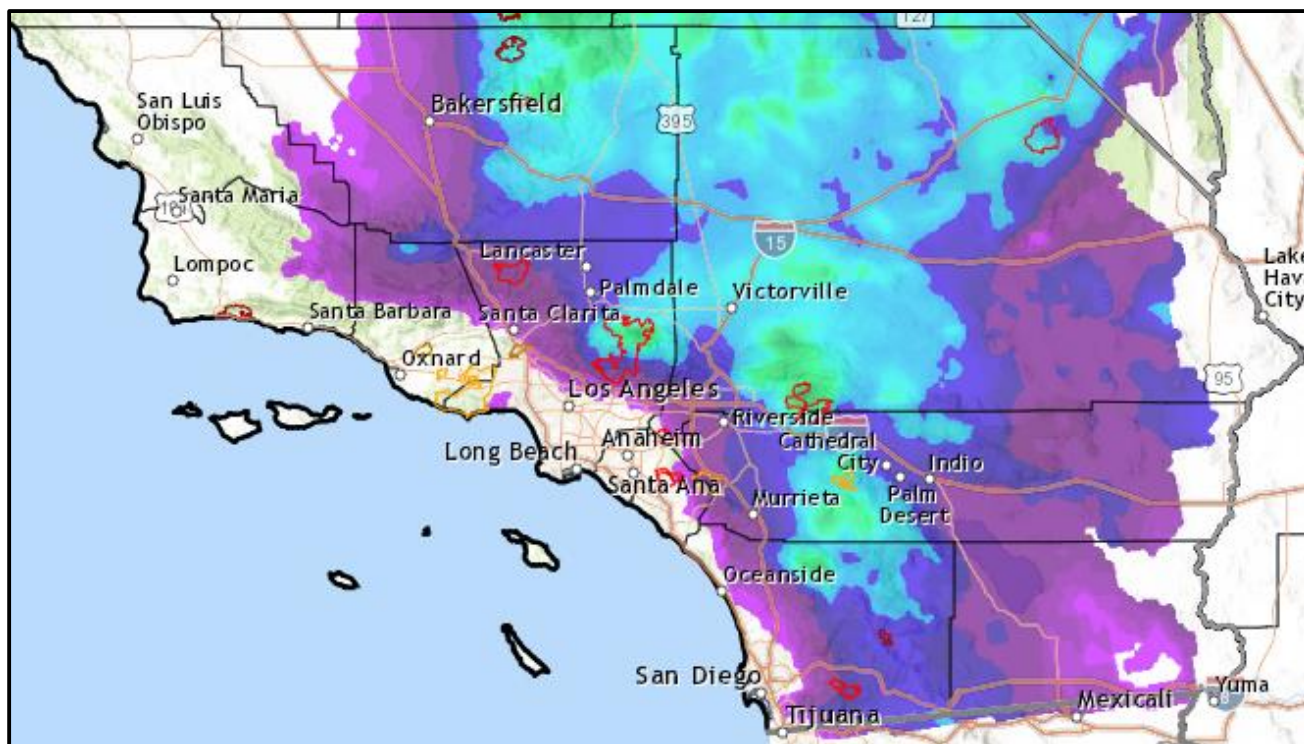 127
San Luis
Obispo
Bakersfield
395
Santa Maria
15
Lancaster
Lompoc
Palmdale
Victorville
Lake
Hav
City
Santa Barbara
Santa Clarita
Oxnard
95
Los Angeles
Riverside
Anaheim
Cathedral
City
Indio
Long Beach
Santa Ana
Palm
Desert
Murrieta
Oceanside
San Diego
Yuma
Mexicali
Tijuana